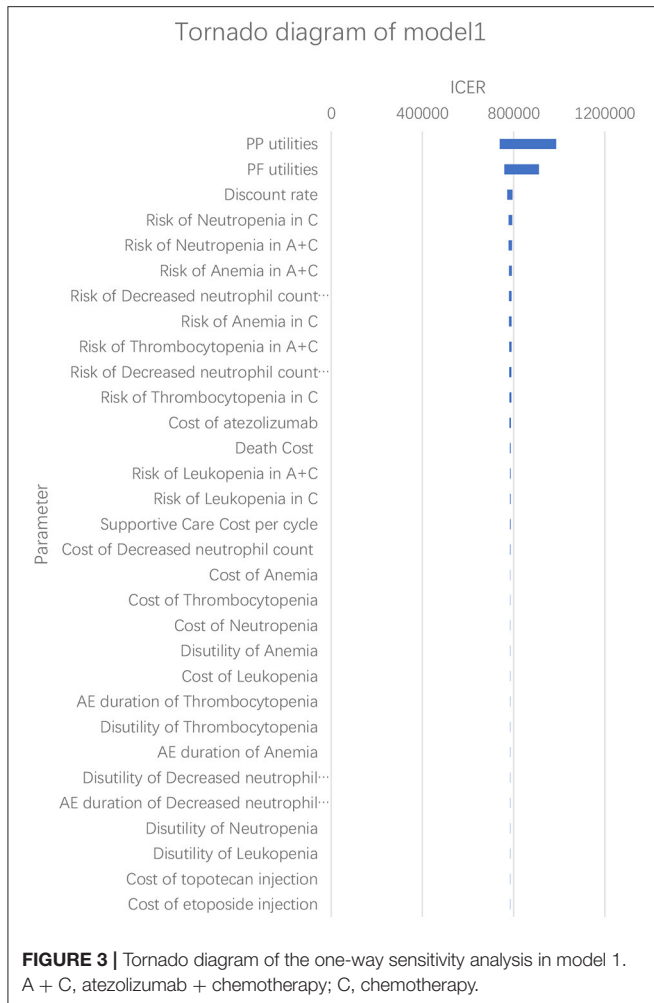 Tornado diagram of model1
ICER
0 400000 800000 1200000
PP utilities
PF utilities
Discount rate
Risk of Neutropenia in C
Risk of Neutropenia in A+C
Risk of Anemia in A+C
Risk of Decreased neutrophil count…
Risk of Anemia in C
Risk of Thrombocytopenia in A+C
Risk of Decreased neutrophil count…
Risk of Thrombocytopenia in C
Cost of atezolizumab
Death Cost
Risk of Leukopenia in A+C
Risk of Leukopenia in C
Supportive Care Cost per cycle
Cost of Decreased neutrophil count
Cost of Anemia
Cost of Thrombocytopenia
Cost of Neutropenia
Disutility of Anemia
Cost of Leukopenia
AE duration of Thrombocytopenia
Disutility of Thrombocytopenia
AE duration of Anemia
Disutility of Decreased neutrophil…
AE duration of Decreased neutrophil…
Disutility of Neutropenia
Disutility of Leukopenia
Cost of topotecan injection
Cost of etoposide injection
Parameter
FIGURE 3 | Tornado diagram of the one-way sensitivity analysis in model 1.
A + C, atezolizumab + chemotherapy; C, chemotherapy.